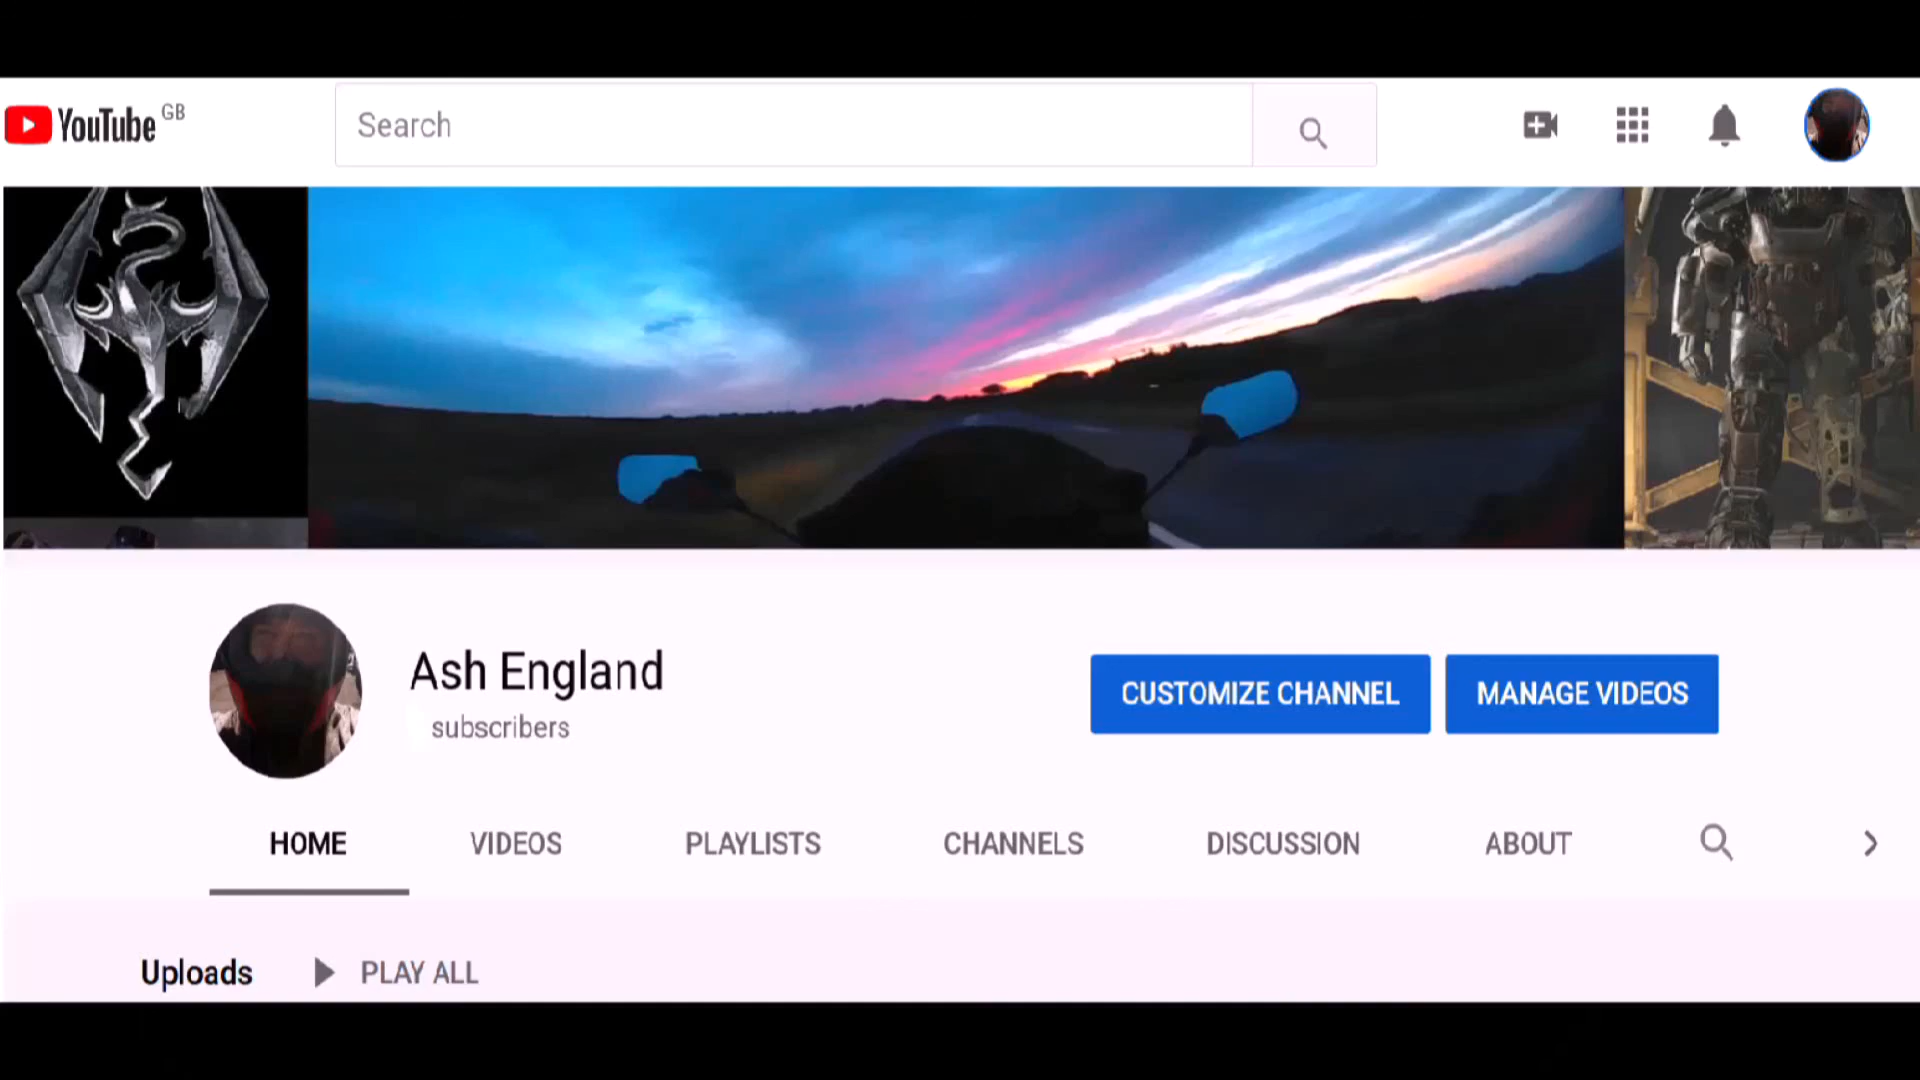 YouTube GB
Search
Ash England
subscribers
CUSTOMIZE CHANNEL
MANAGE VIDEOS
HOME
VIDEOS
PLAYLISTS
CHANNELS
DISCUSSION
ABOUT
Uploads
PLAY ALL